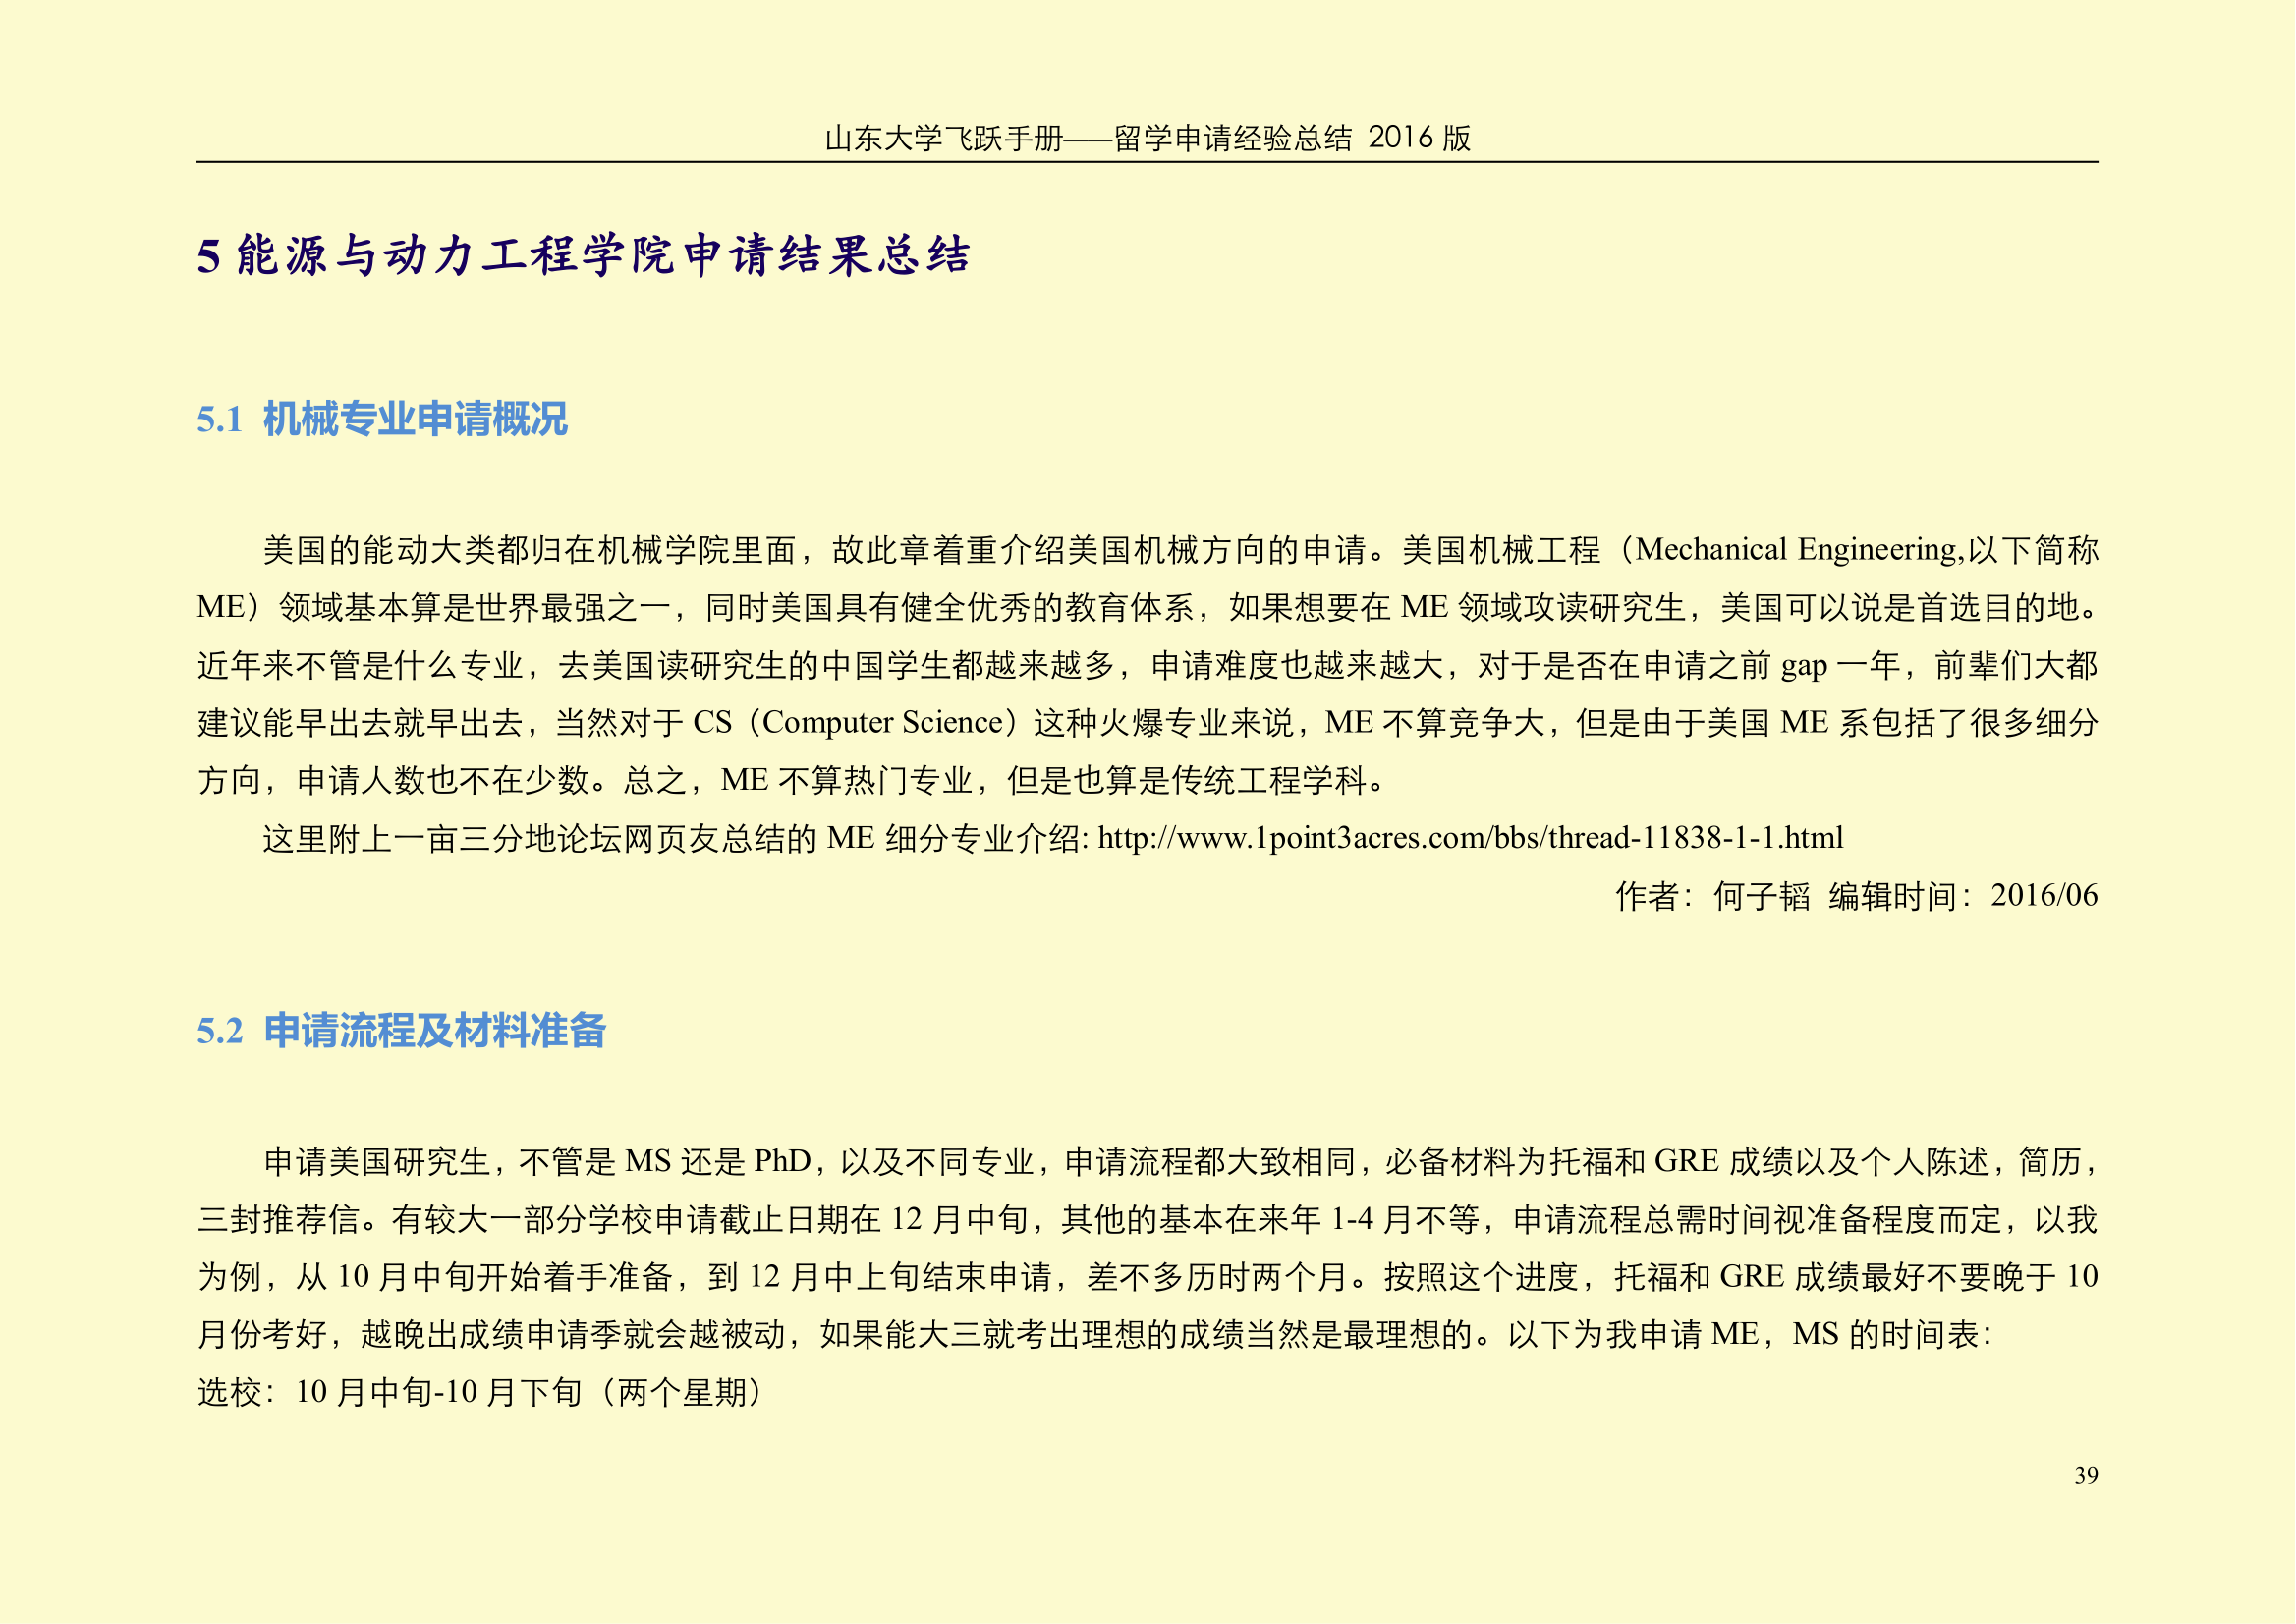 山东大学飞跃手册——留学申请经验总结 2016 版
5 能源与动力工程学院申请结果总结
5.1 机械专业申请概况
美国的能动大类都归在机械学院里面，故此章着重介绍美国机械方向的申请。美国机械工程（Mechanical Engineering,以下简称
ME）领域基本算是世界最强之一，同时美国具有健全优秀的教育体系，如果想要在 ME 领域攻读研究生，美国可以说是首选目的地。
近年来不管是什么专业，去美国读研究生的中国学生都越来越多，申请难度也越来越大，对于是否在申请之前 gap 一年，前辈们大都
建议能早出去就早出去，当然对于 CS（Computer Science）这种火爆专业来说，ME 不算竞争大，但是由于美国 ME 系包括了很多细分
方向，申请人数也不在少数。总之，ME 不算热门专业，但是也算是传统工程学科。
这里附上一亩三分地论坛网页友总结的 ME 细分专业介绍: http://www.1point3acres.com/bbs/thread-11838-1-1.html
作者：何子韬 编辑时间：2016/06
5.2 申请流程及材料准备
申请美国研究生，不管是 MS 还是 PhD，以及不同专业，申请流程都大致相同，必备材料为托福和 GRE 成绩以及个人陈述，简历，
三封推荐信。有较大一部分学校申请截止日期在 12 月中旬，其他的基本在来年 1-4 月不等，申请流程总需时间视准备程度而定，以我
为例，从 10 月中旬开始着手准备，到 12 月中上旬结束申请，差不多历时两个月。按照这个进度，托福和 GRE 成绩最好不要晚于 10
月份考好，越晚出成绩申请季就会越被动，如果能大三就考出理想的成绩当然是最理想的。以下为我申请 ME，MS 的时间表：
选校：10 月中旬-10 月下旬（两个星期）
39